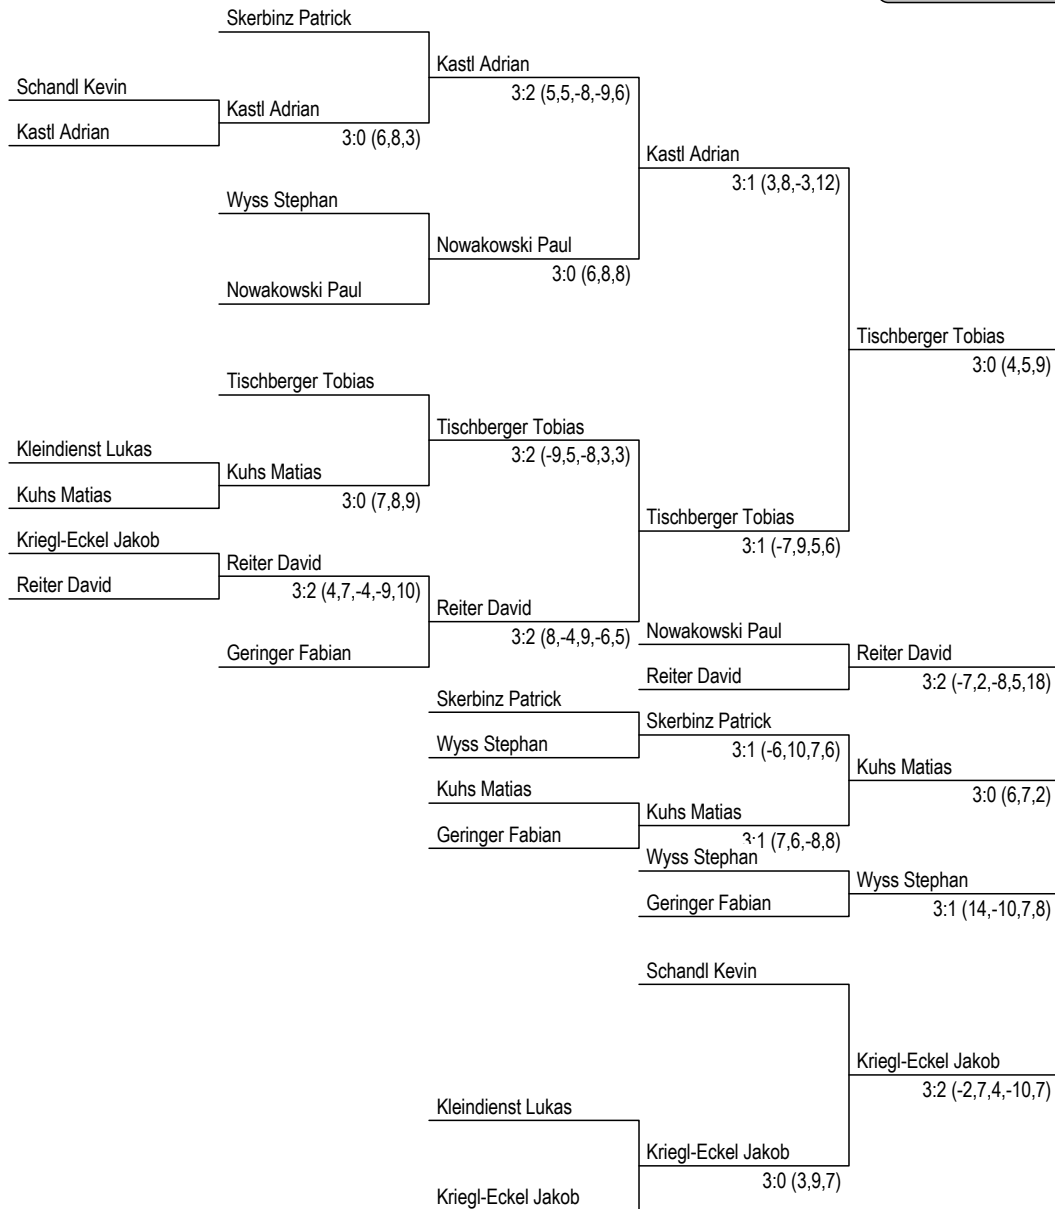 Skerbinz Patrick
Kastl Adrian
Schandl Kevin
3:2 (5,5,-8,-9,6)
Kastl Adrian
Kastl Adrian
3:0 (6,8,3)
Kastl Adrian
3:1 (3,8,-3,12)
Wyss Stephan
Nowakowski Paul
3:0 (6,8,8)
Nowakowski Paul
Tischberger Tobias
3:0 (4,5,9)
Tischberger Tobias
Tischberger Tobias
Kleindienst Lukas
3:2 (-9,5,-8,3,3)
Kuhs Matias
Kuhs Matias
3:0 (7,8,9)
Tischberger Tobias
Kriegl-Eckel Jakob
3:1 (-7,9,5,6)
Reiter David
Reiter David
3:2 (4,7,-4,-9,10)
Reiter David
Nowakowski Paul
3:2 (8,-4,9,-6,5)
Geringer Fabian
Reiter David
Reiter David
3:2 (-7,2,-8,5,18)
Skerbinz Patrick
Skerbinz Patrick
Wyss Stephan
3:1 (-6,10,7,6)
Kuhs Matias
Kuhs Matias
3:0 (6,7,2)
Kuhs Matias
Geringer Fabian
3:1 (7,6,-8,8)
Wyss Stephan
Wyss Stephan
Geringer Fabian
3:1 (14,-10,7,8)
Schandl Kevin
Kriegl-Eckel Jakob
3:2 (-2,7,4,-10,7)
Kleindienst Lukas
Kriegl-Eckel Jakob
3:0 (3,9,7)
Kriegl-Eckel Jakob